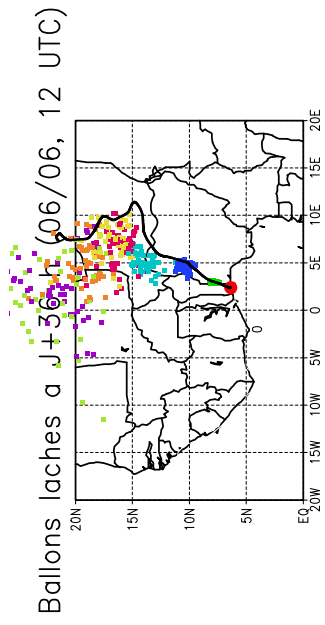 Ballons laches a J+36h (06/06, 12 UTC)
20N
15N
10N
5N
EQ
20W 15W 10W 5W 0 5E 10E 15E 20E
0